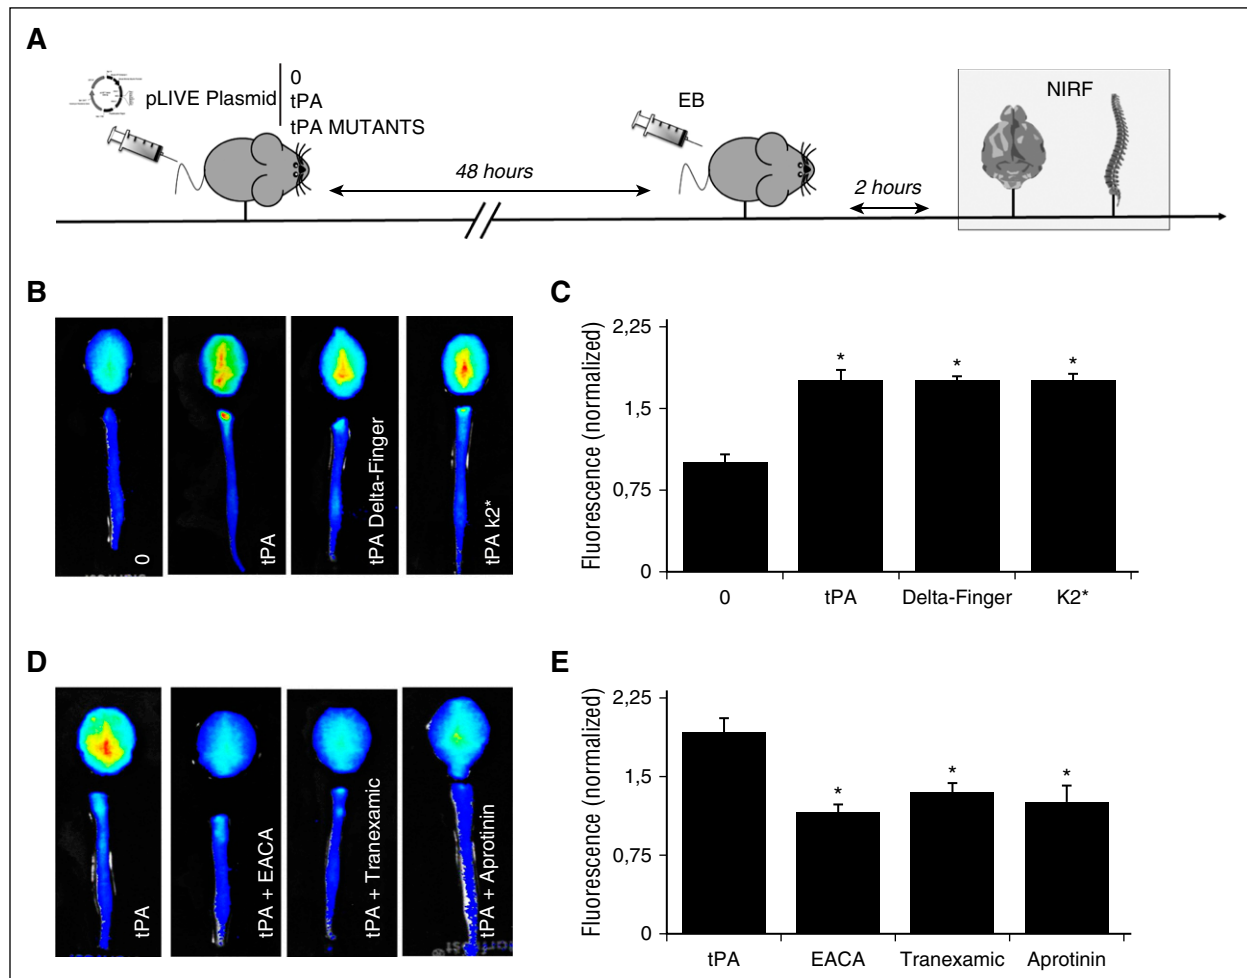 A
pLIVE Plasmid
0
tPA
tPA MUTANTS
48 hours
EB
2 hours
NIRF
B
0
tPA
tPA Delta-Finger
tPA k2*
C
Fluorescence (normalized)
2,25
1,5
0,75
0
*
*
*
0
tPA
Delta-Finger
K2*
D
tPA
tPA + EACA
tPA + Tranexamic
tPA + Aprotinin
E
Fluorescence (normalized)
2,25
1,5
0,75
0
*
*
*
tPA
EACA
Tranexamic
Aprotinin